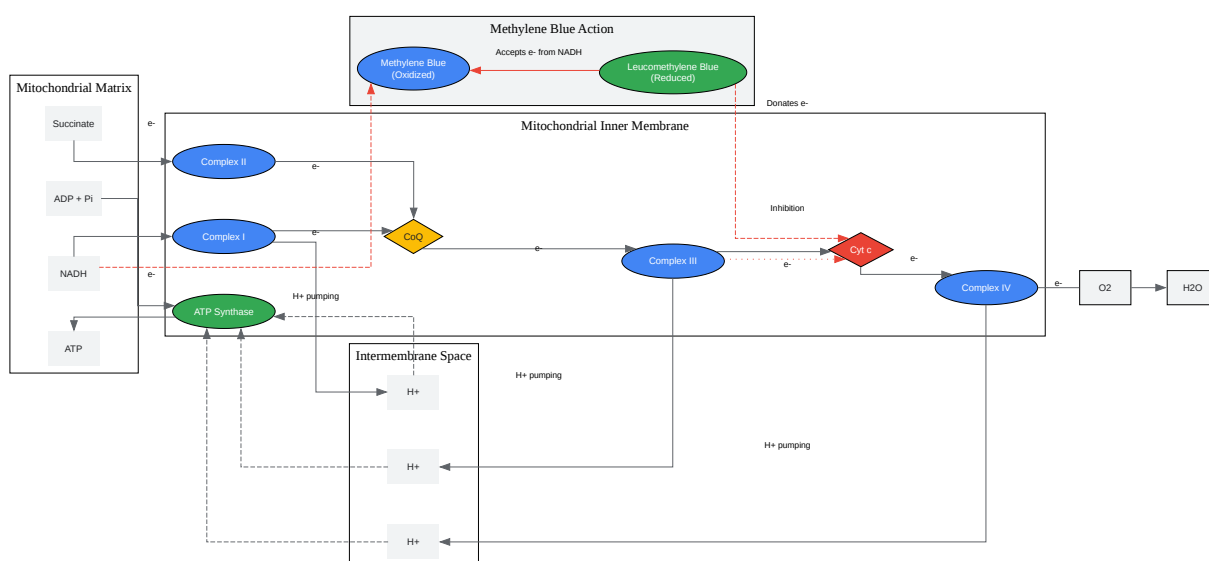 Methylene Blue Action
Accepts e- from NADH
Methylene Blue
(Oxidized)
Leucomethylene Blue
(Reduced)
Mitochondrial Matrix
Donates e-
Succinate
e-
Mitochondrial Inner Membrane
Complex II
e-
ADP + Pi
Inhibition
Complex I
e-
CoQ
e-
Complex III
e-
Cyt c
e-
NADH
e-
Complex IV
e-
O2
H2O
H+ pumping
ATP Synthase
ATP
Intermembrane Space
H+ pumping
H+
H+ pumping
H+
H+